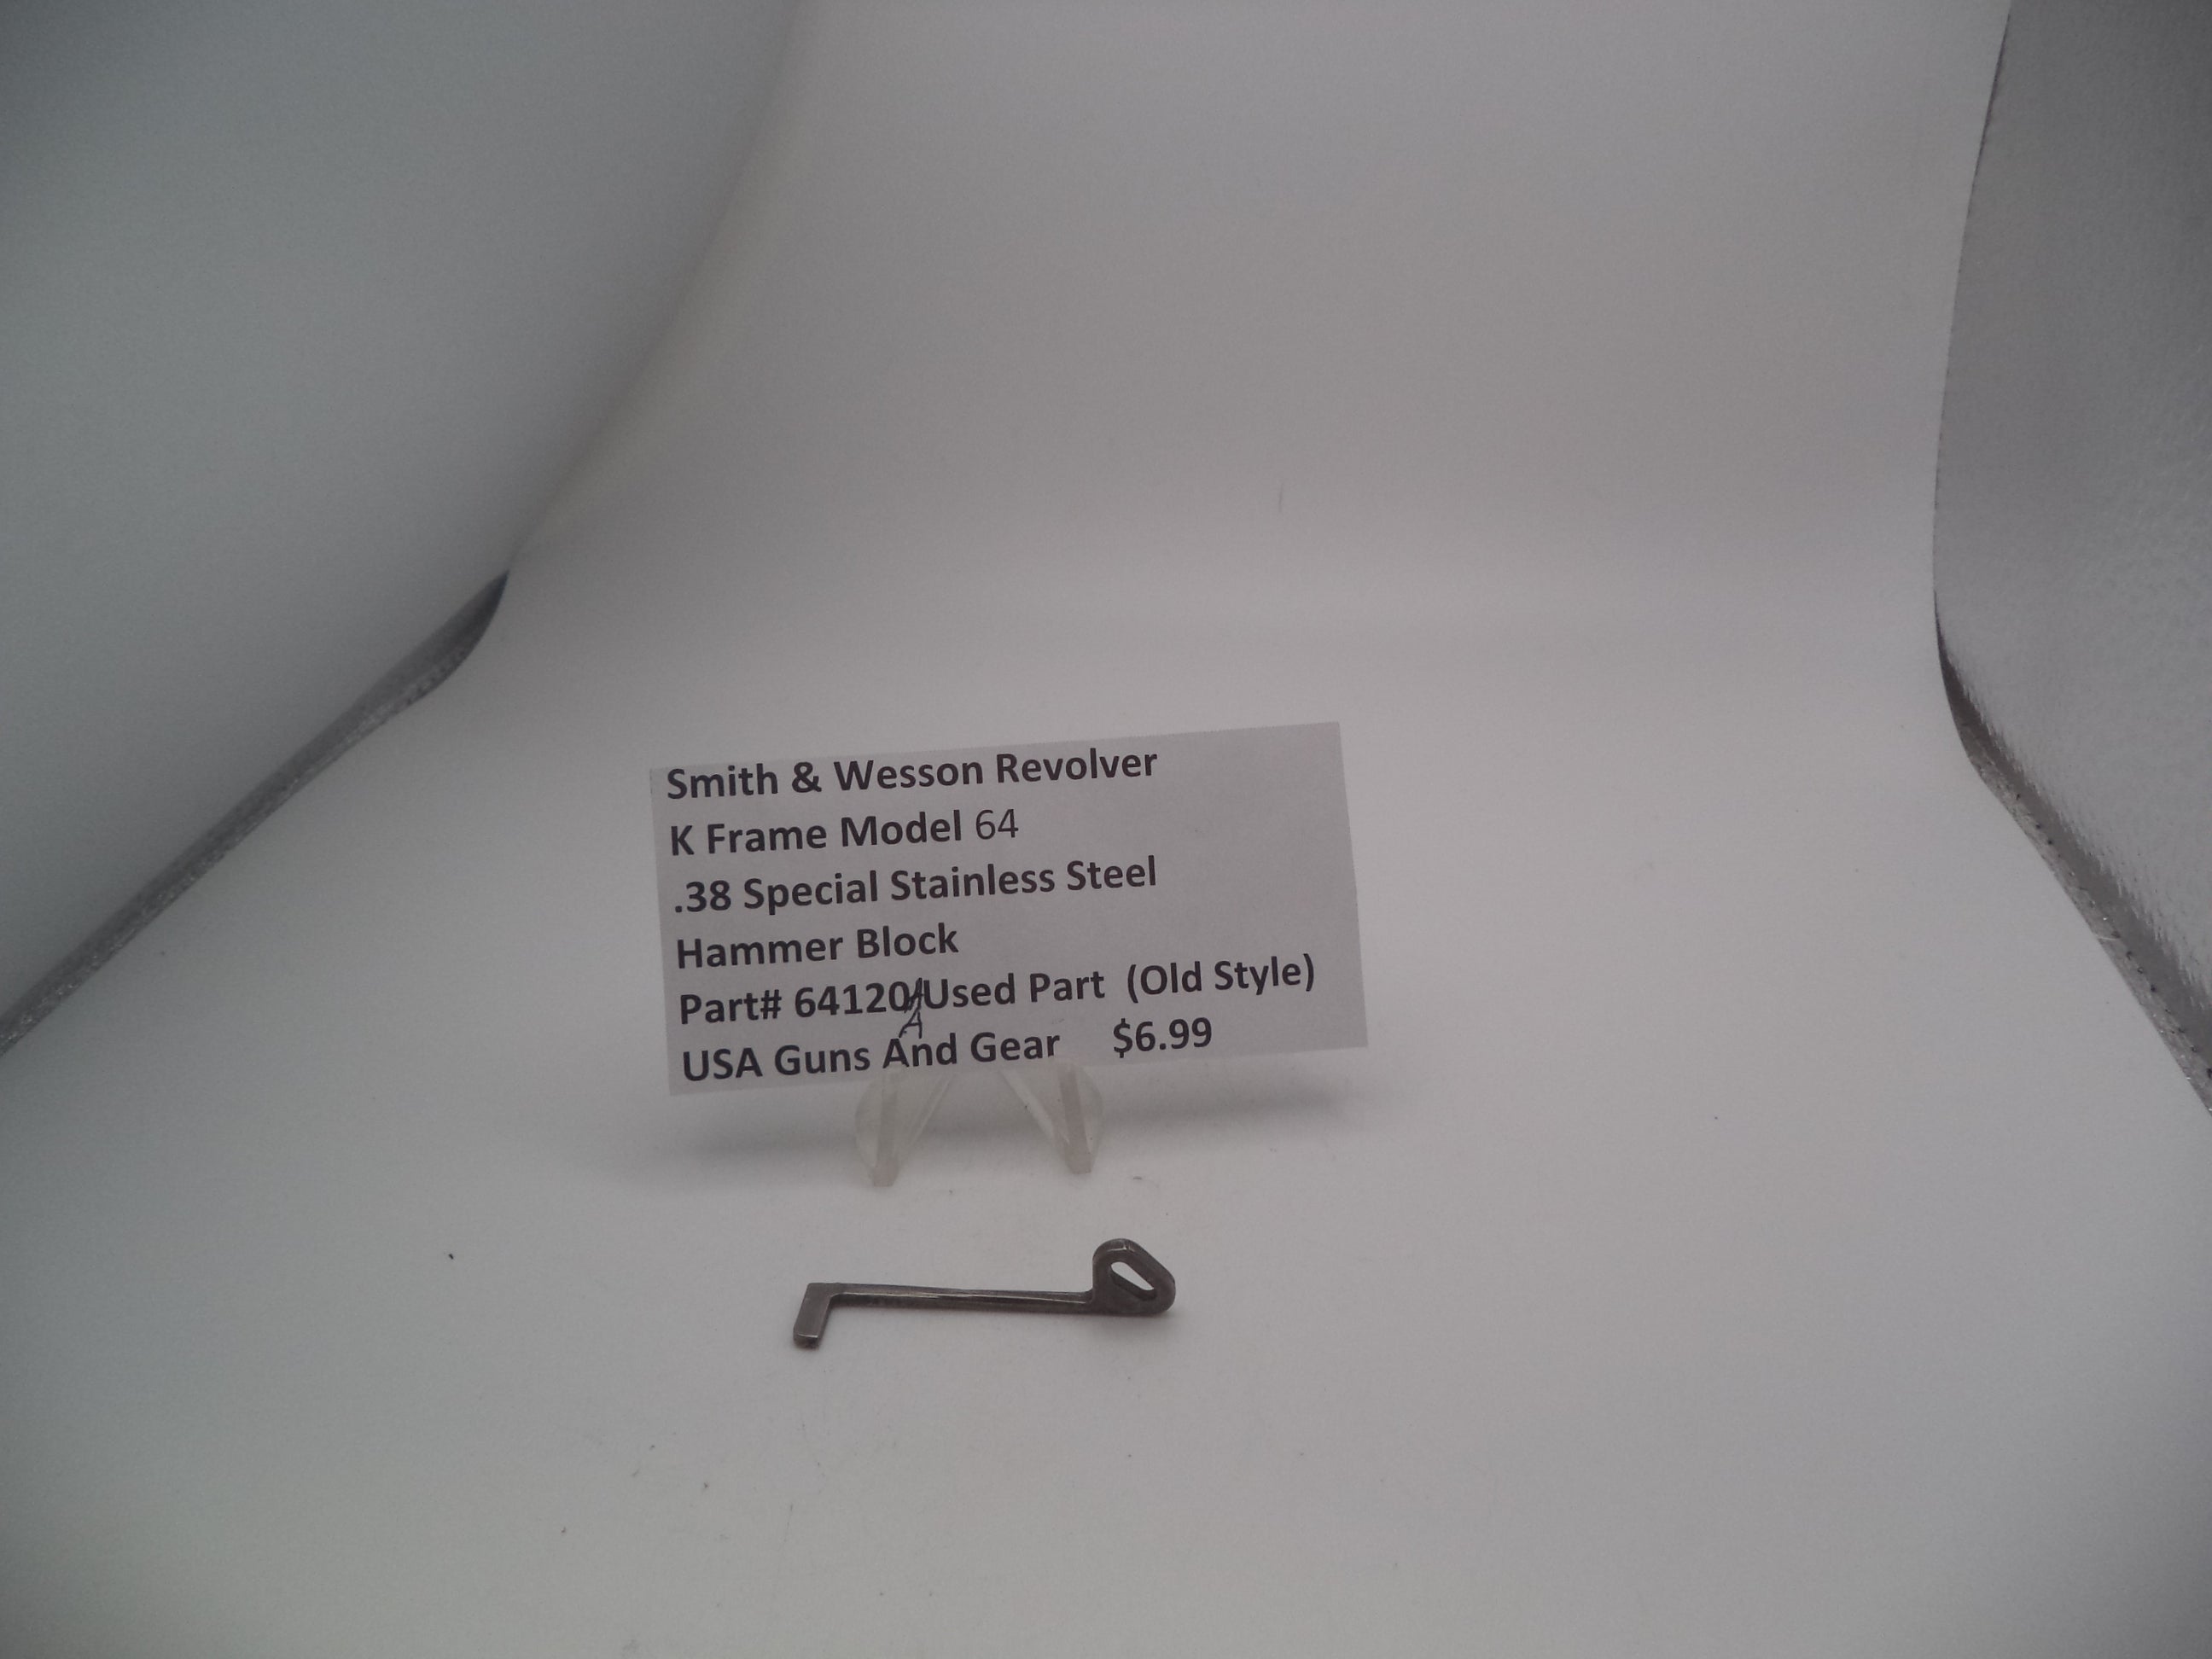 Smith & Wesson Revolver
K Frame Model 64
.38 Special Stainless Steel
Hammer Block
Part# 64120A Used Part (Old Style)
USA Guns And Gear $6.99